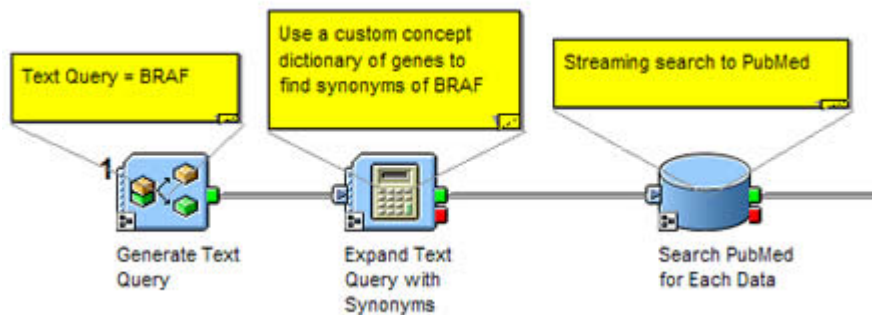 Text Query = BRAF
Use a custom concept
dictionary of genes to
find synonyms of BRAF
Streaming search to PubMed
1
Generate Text
Query
Expand Text
Query with
Synonyms
Search PubMed
for Each Data